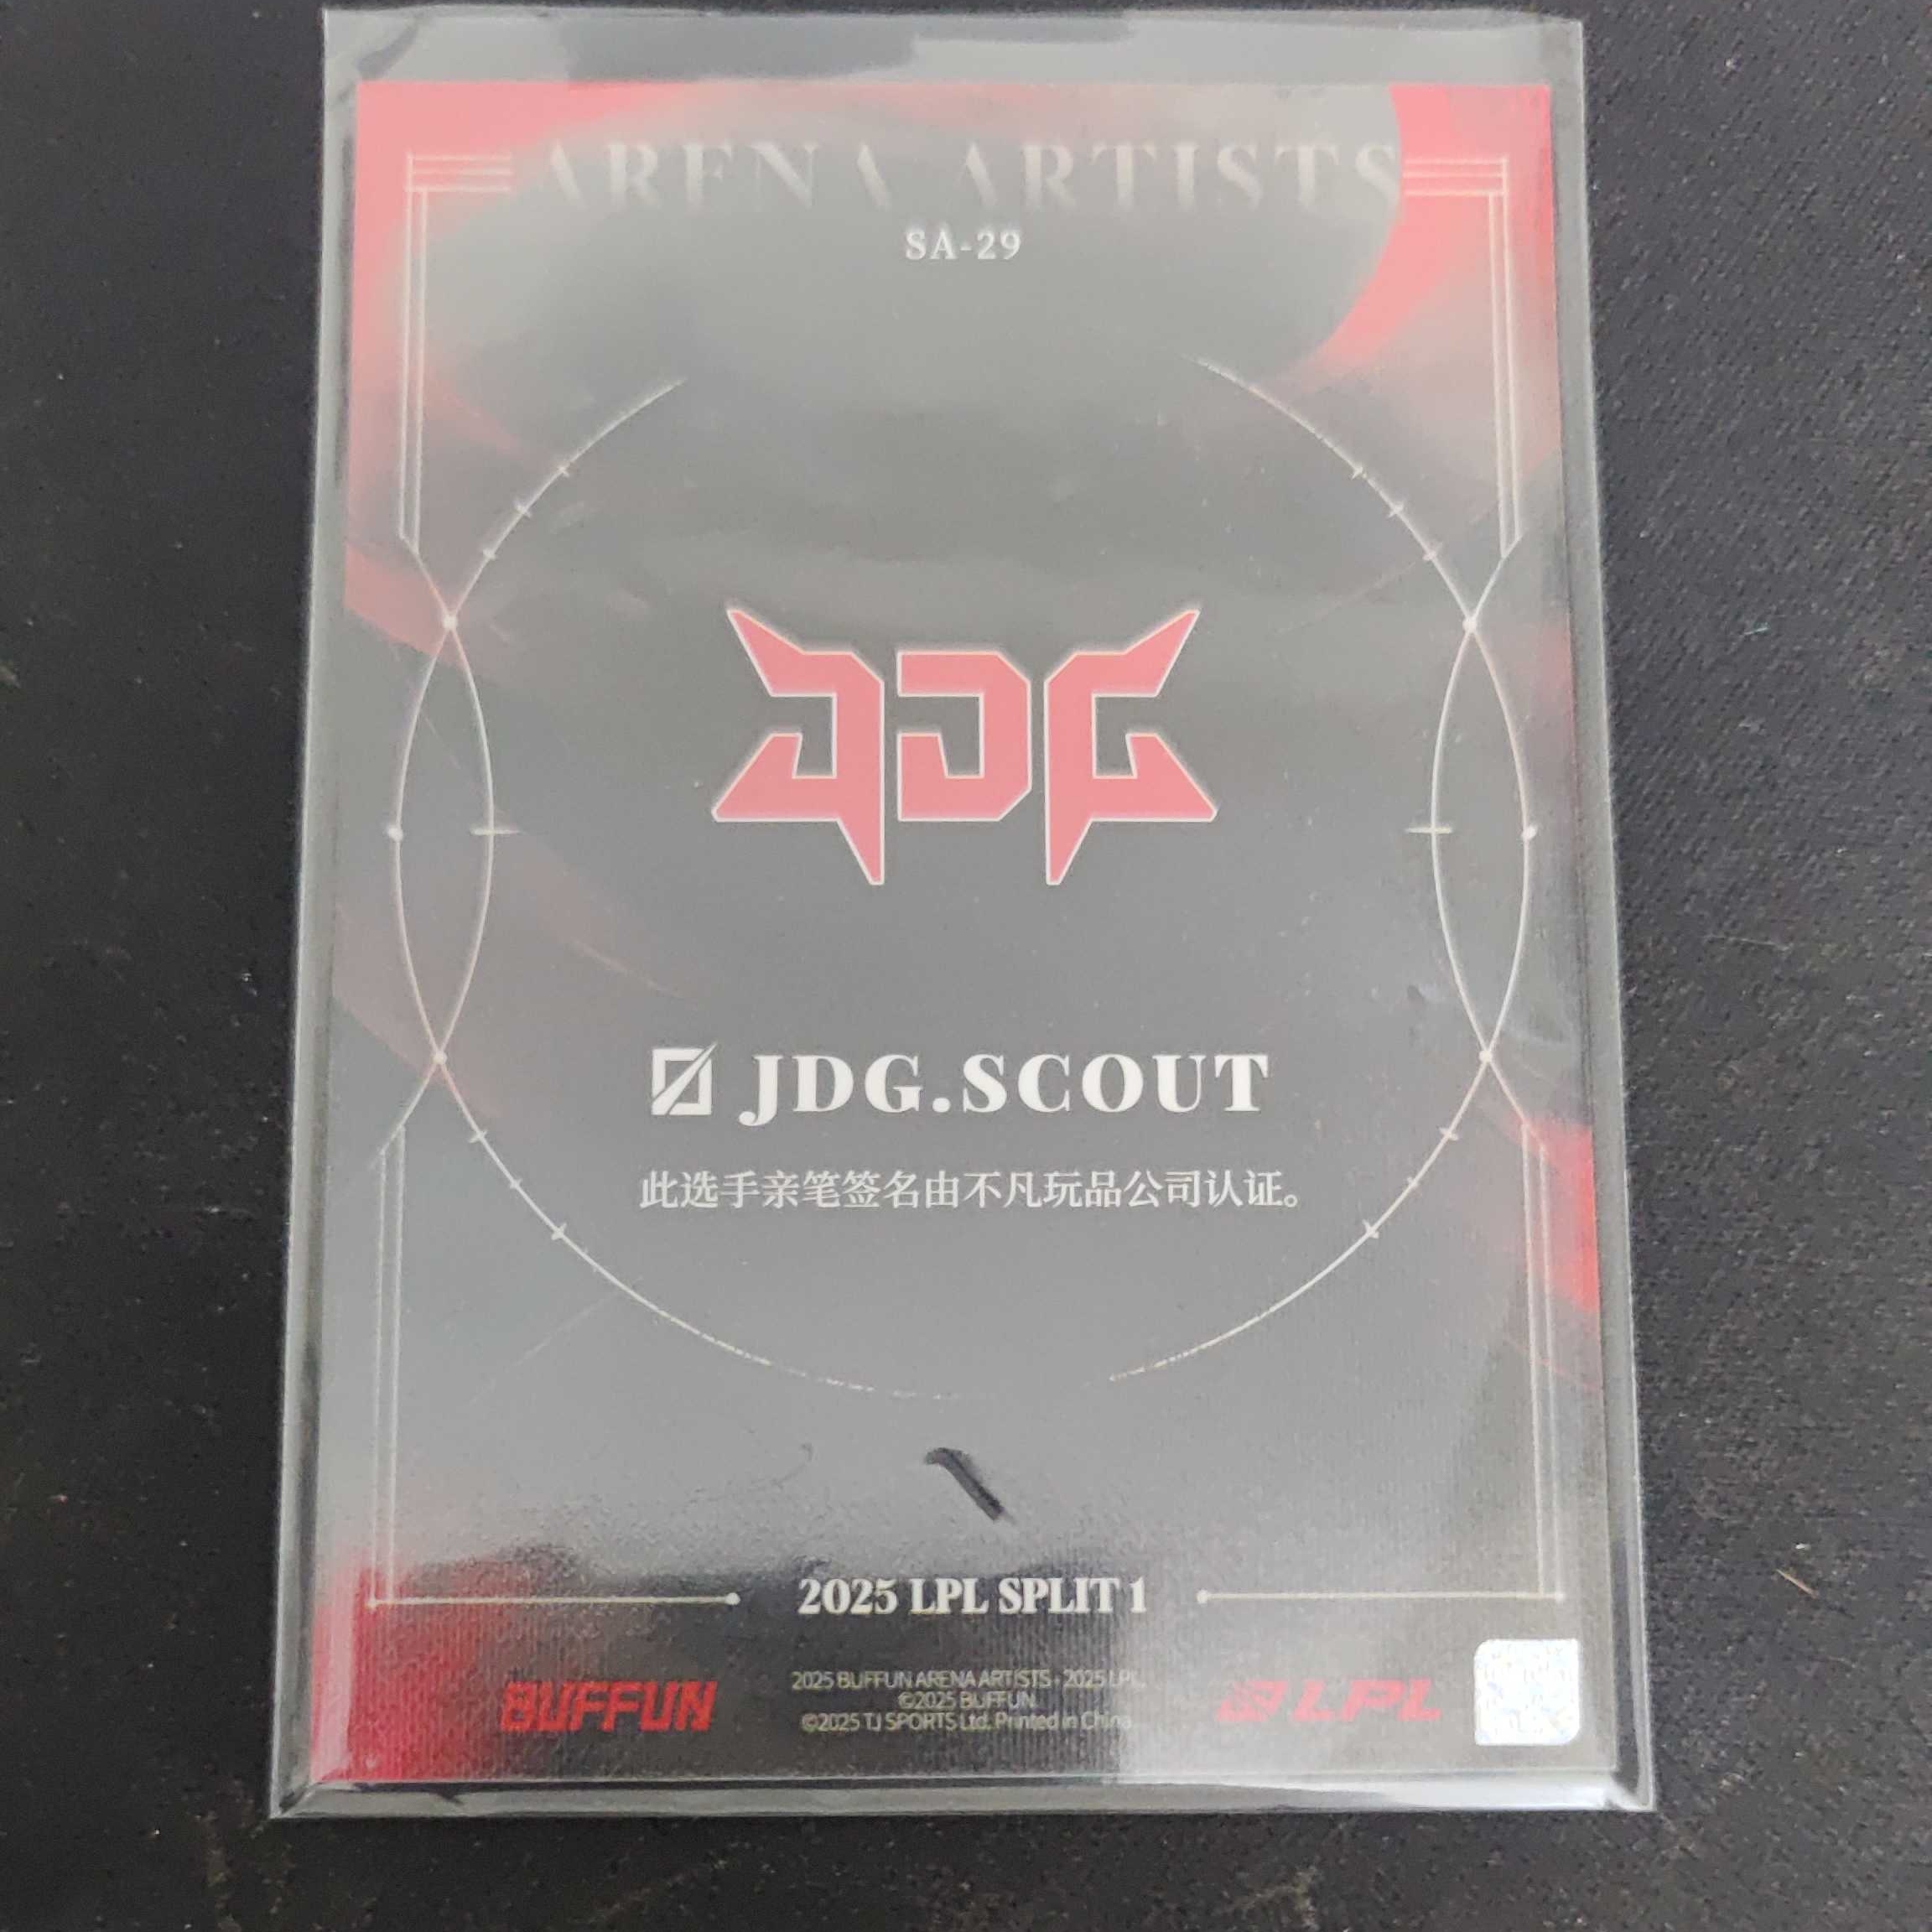 ARENA ARTISTS
SA-29
JDG
JDG.SCOUT
此选手亲笔签名由不凡玩品公司认证。
2025 LPL SPLIT 1
BUFFUN
2025 BUFFUN ARENA ARTISTS · 2025 LPL.
©2025 BUFFUN.
©2025 TJ SPORTS Ltd. Printed in China.
LPL